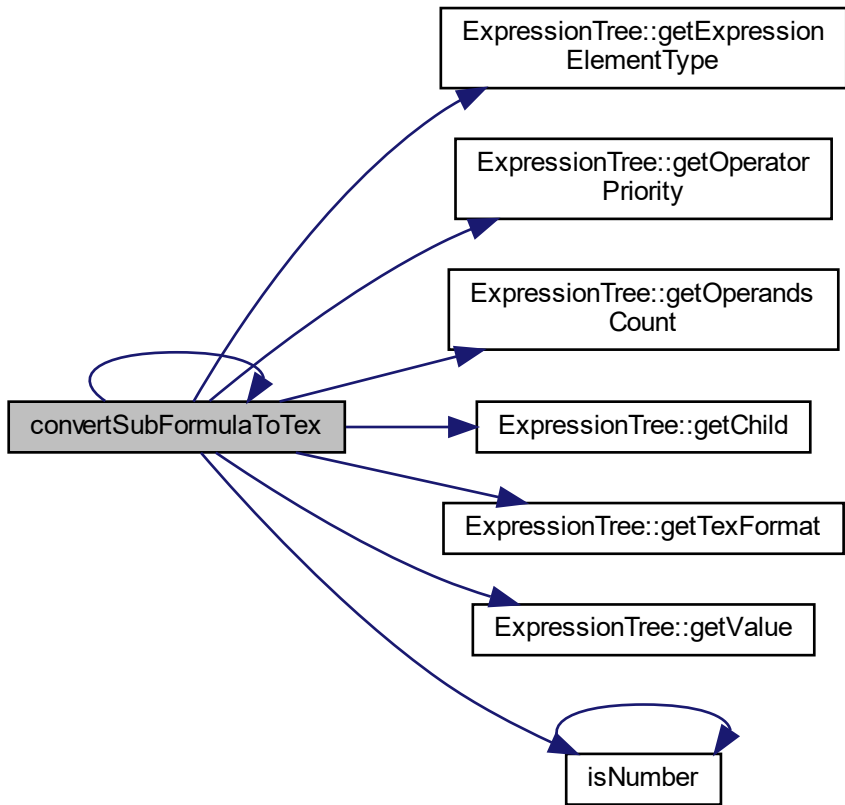 ExpressionTree::getExpression
ElementType
ExpressionTree::getOperator
Priority
ExpressionTree::getOperands
Count
convertSubFormulaToTex
ExpressionTree::getChild
ExpressionTree::getTexFormat
ExpressionTree::getValue
isNumber